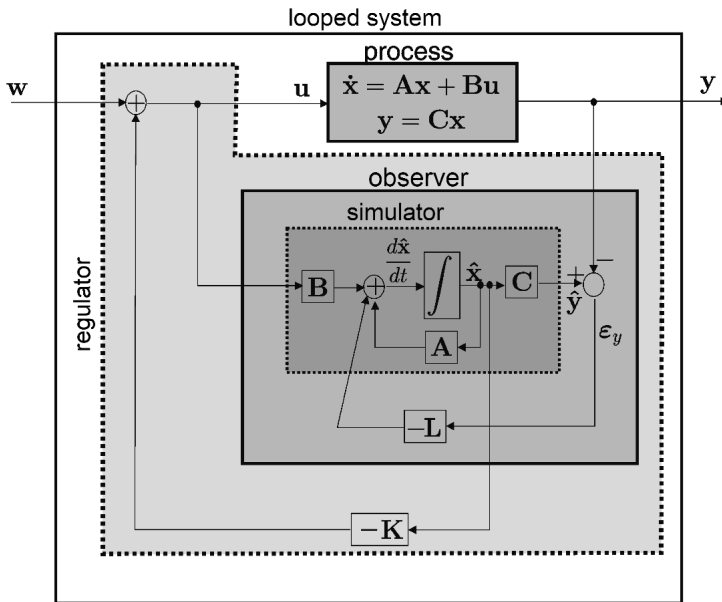 looped system
process
w
u
ẋ = Ax + Bu
y = Cx
y
+
observer
simulator
regulator
B
+
dx̂/dt
∫
x̂
C
+
−
ŷ
A
ε_y
−L
−K